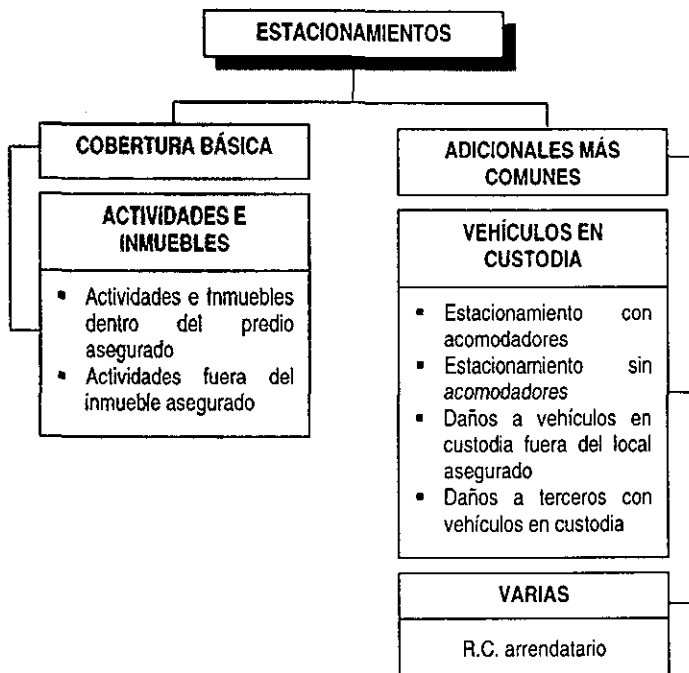 ESTACIONAMIENTOS
COBERTURA BÁSICA
ACTIVIDADES E
INMUEBLES
▪ Actividades e Inmuebles
dentro del predio
asegurado
▪ Actividades fuera del
inmueble asegurado
ADICIONALES MÁS
COMUNES
VEHÍCULOS EN
CUSTODIA
▪ Estacionamiento con
acomodadores
▪ Estacionamiento sin
acomodadores
▪ Daños a vehículos en
custodia fuera del local
asegurado
▪ Daños a terceros con
vehículos en custodia
VARIAS
R.C. arrendatario